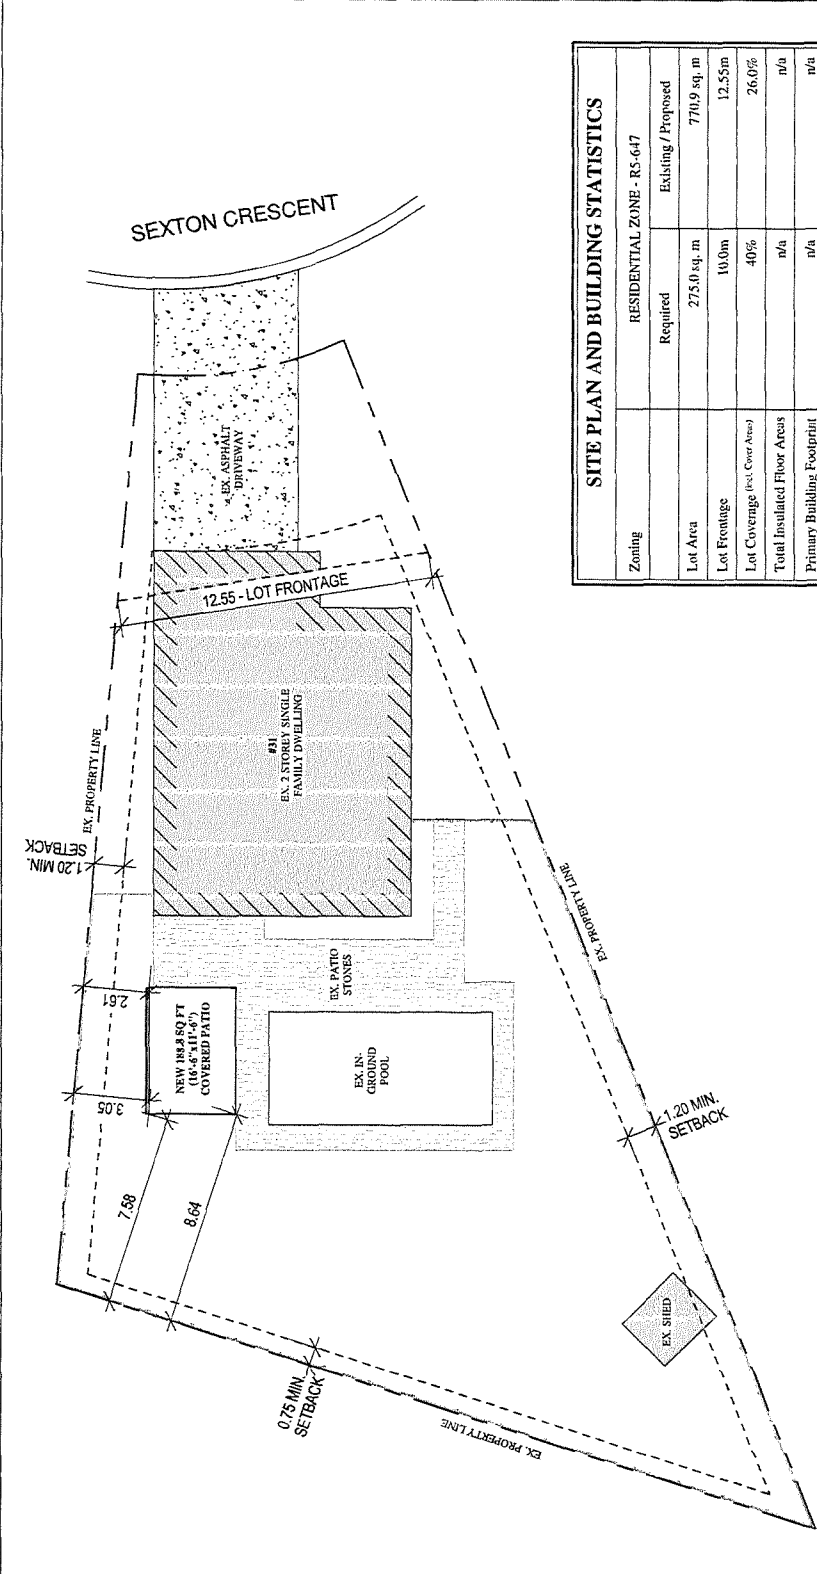 SEXTON CRESCENT
EX. ASPHALT
DRIVEWAY
12.55 - LOT FRONTAGE
EX. PROPERTY LINE
1.20 MIN.
SETBACK
#31
EX. 2 STOREY SINGLE
FAMILY DWELLING
2.61
3.05
NEW 188.8 SQ FT
(16'-6"x11'-6")
COVERED PATIO
EX. PATIO
STONES
EX. IN-
GROUND
POOL
EX. PROPERTY LINE
7.58
8.64
1.20 MIN.
SETBACK
EX. SHED
0.75 MIN.
SETBACK
EX. PROPERTY LINE
SITE PLAN AND BUILDING STATISTICS
Zoning RESIDENTIAL ZONE - R5-647
Required Existing / Proposed
Lot Area 275.0 sq. m 770.9 sq. m
Lot Frontage 10.0m 12.55m
Lot Coverage (Incl. Cover Areas) 40% 26.0%
Total Insulated Floor Areas n/a n/a
Primary Building Footprint n/a n/a